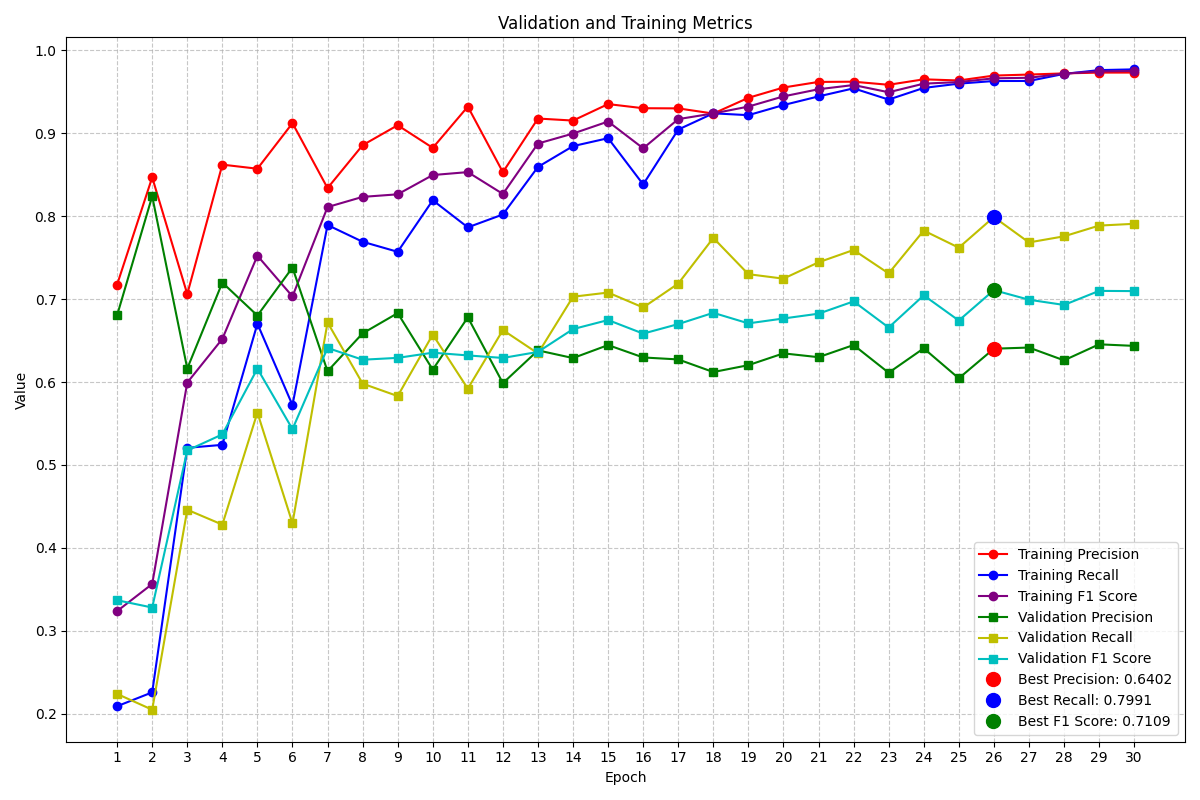 Validation and Training Metrics
1.0
0.9
0.8
0.7
0.6
0.5
0.4
0.3
0.2
Value
1 2 3 4 5 6 7 8 9 10 11 12 13 14 15 16 17 18 19 20 21 22 23 24 25 26 27 28 29 30
Epoch
Training Precision
Training Recall
Training F1 Score
Validation Precision
Validation Recall
Validation F1 Score
Best Precision: 0.6402
Best Recall: 0.7991
Best F1 Score: 0.7109